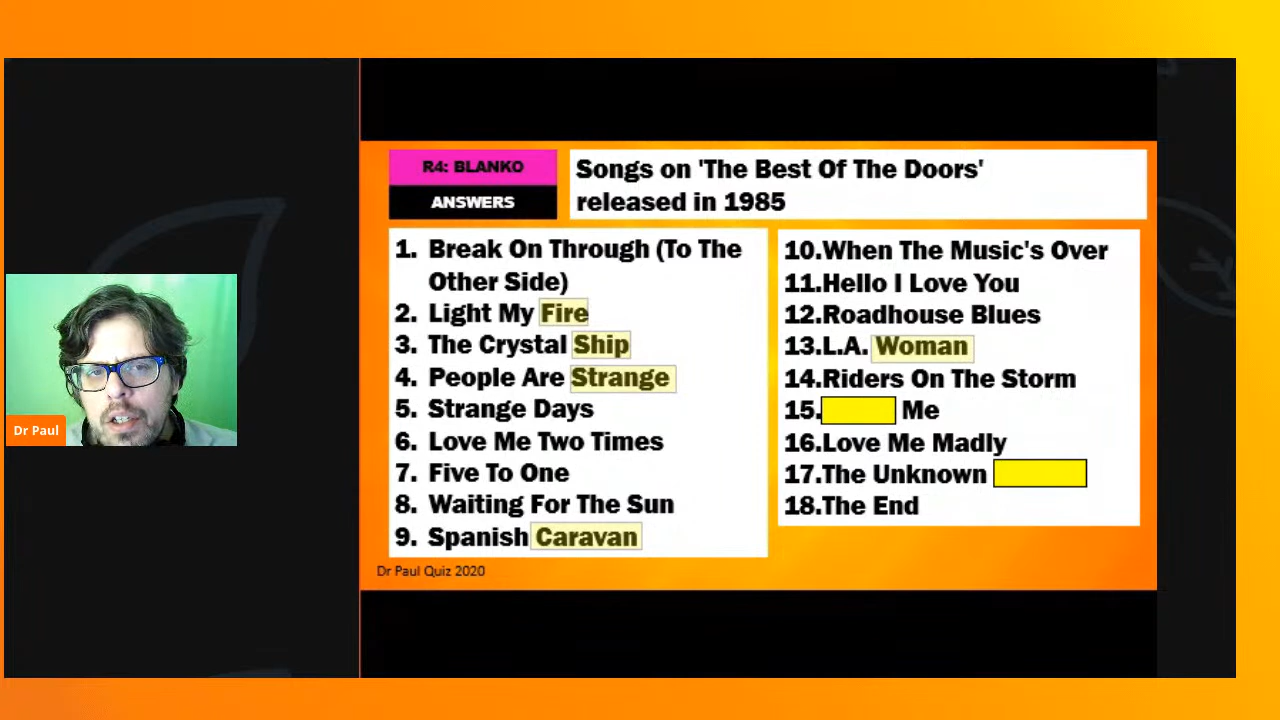 R4: BLANKO
ANSWERS
Songs on 'The Best Of The Doors'
released in 1985
1. Break On Through (To The
Other Side)
2. Light My Fire
3. The Crystal Ship
4. People Are Strange
5. Strange Days
6. Love Me Two Times
7. Five To One
8. Waiting For The Sun
9. Spanish Caravan
10.When The Music's Over
11.Hello I Love You
12.Roadhouse Blues
13.L.A. Woman
14.Riders On The Storm
15. Me
16.Love Me Madly
17.The Unknown
18.The End
Dr Paul Quiz 2020
Dr Paul